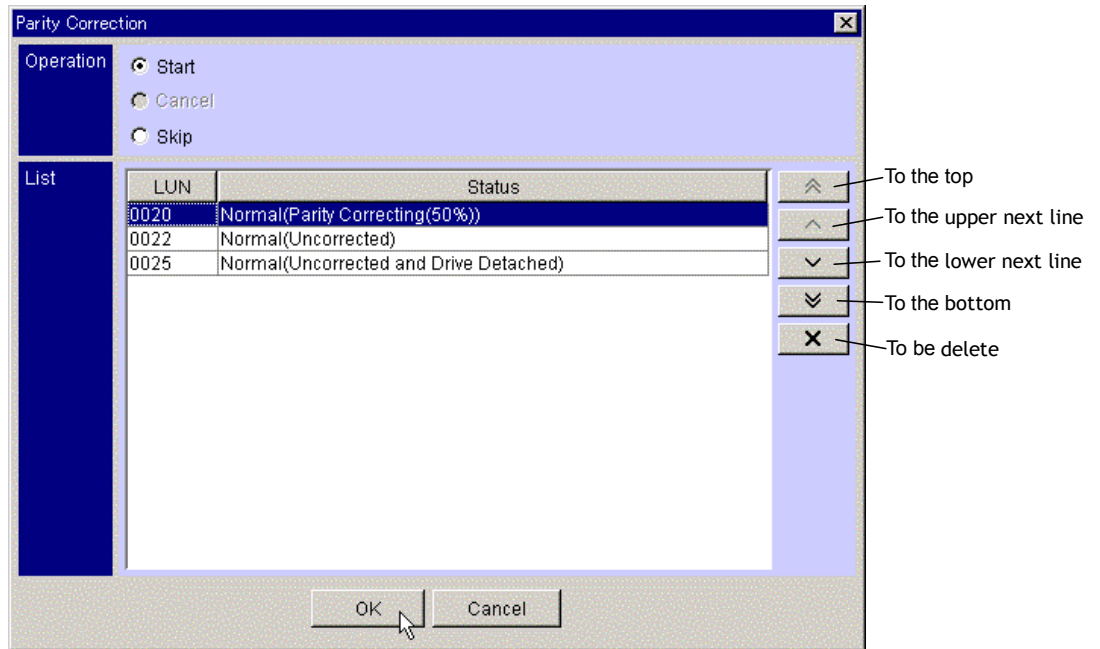 Parity Correction
Operation
Start
Cancel
Skip
List
LUN Status
0020 Normal(Parity Correcting(50%))
0022 Normal(Uncorrected)
0025 Normal(Uncorrected and Drive Detached)
To the top
To the upper next line
To the lower next line
To the bottom
To be delete
OK Cancel